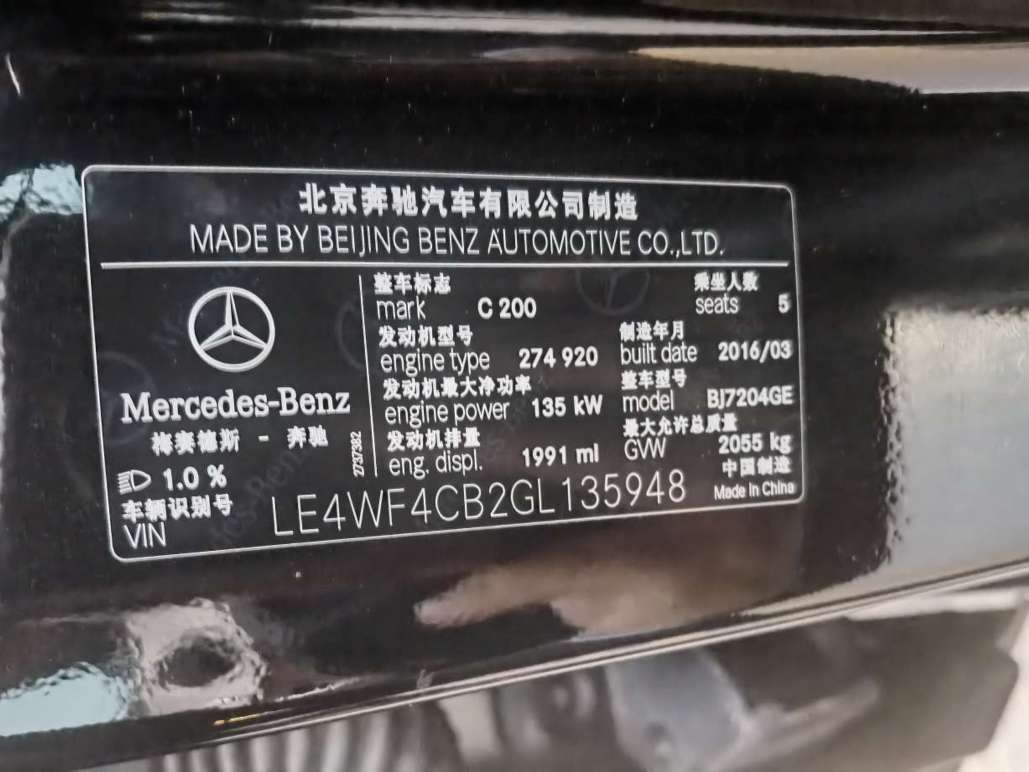 北京奔驰汽车有限公司制造
MADE BY BEIJING BENZ AUTOMOTIVE CO.,LTD.
Mercedes-Benz
梅赛德斯 - 奔驰
1.0 %
2737382
整车标志
mark C 200
乘坐人数
seats 5
发动机型号
engine type 274 920
制造年月
built date 2016/03
发动机最大净功率
engine power 135 kW
整车型号
model BJ7204GE
发动机排量
eng. displ. 1991 ml
最大允许总质量
GVW 2055 kg
中国制造
Made in China
车辆识别号
VIN LE4WF4CB2GL135948